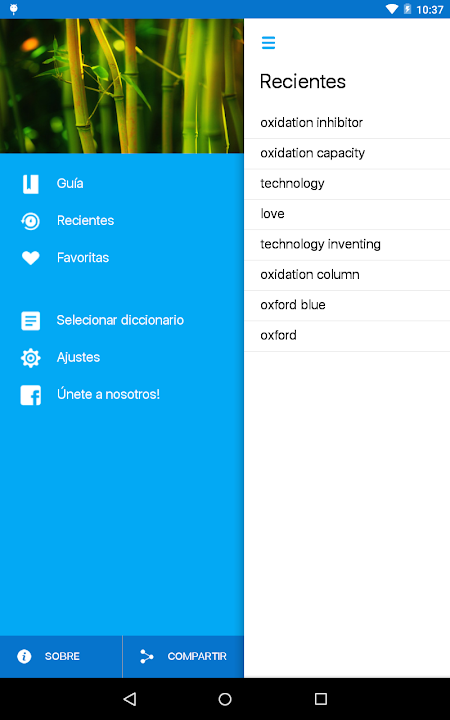 10:37
Guía
Recientes
Favoritas
Selecionar diccionario
Ajustes
Únete a nosotros!
SOBRE
COMPARTIR
Recientes
oxidation inhibitor
oxidation capacity
technology
love
technology inventing
oxidation column
oxford blue
oxford